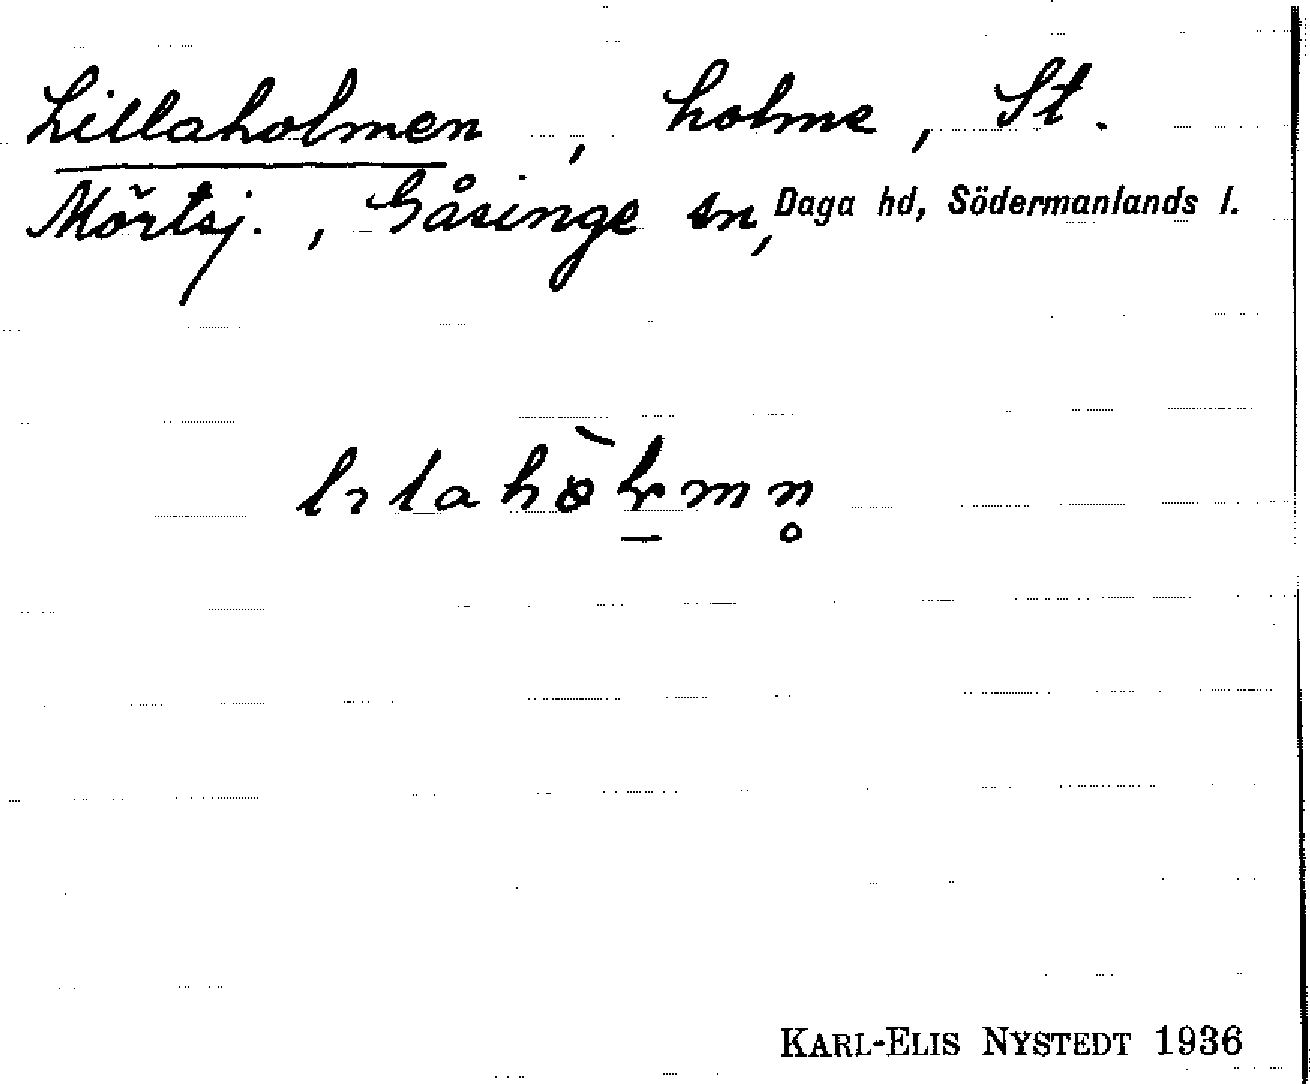 Lillaholmen, holme, St.
Mörtsj., Gåsinge sn, Daga hd, Södermanlands l.
KARL-ELIS NYSTEDT 1936